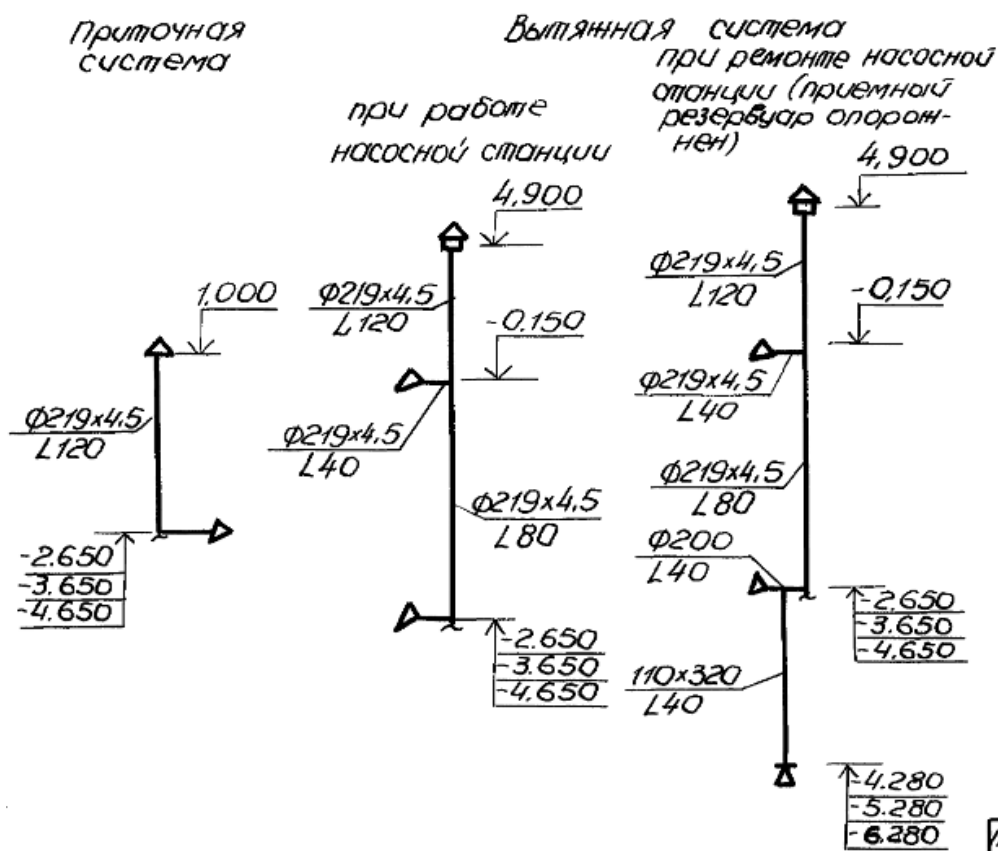 Приточная
система
1.000
Ф219х4.5
L120
-2.650
-3.650
-4.650
Вытяжная система
при работе
насосной станции
4,900
Ф219х4.5
L120
-0.150
Ф219х4.5
L40
Ф219х4.5
L80
-2.650
-3.650
-4.650
при ремонте насосной
станции (приемный
резервуар опорож-
нен)
4,900
Ф219х4.5
L120
-0,150
Ф219х4.5
L40
Ф219х4.5
L80
Ф200
L40
-2.650
-3.650
-4.650
110х320
L40
-4.280
-5.280
-6.280